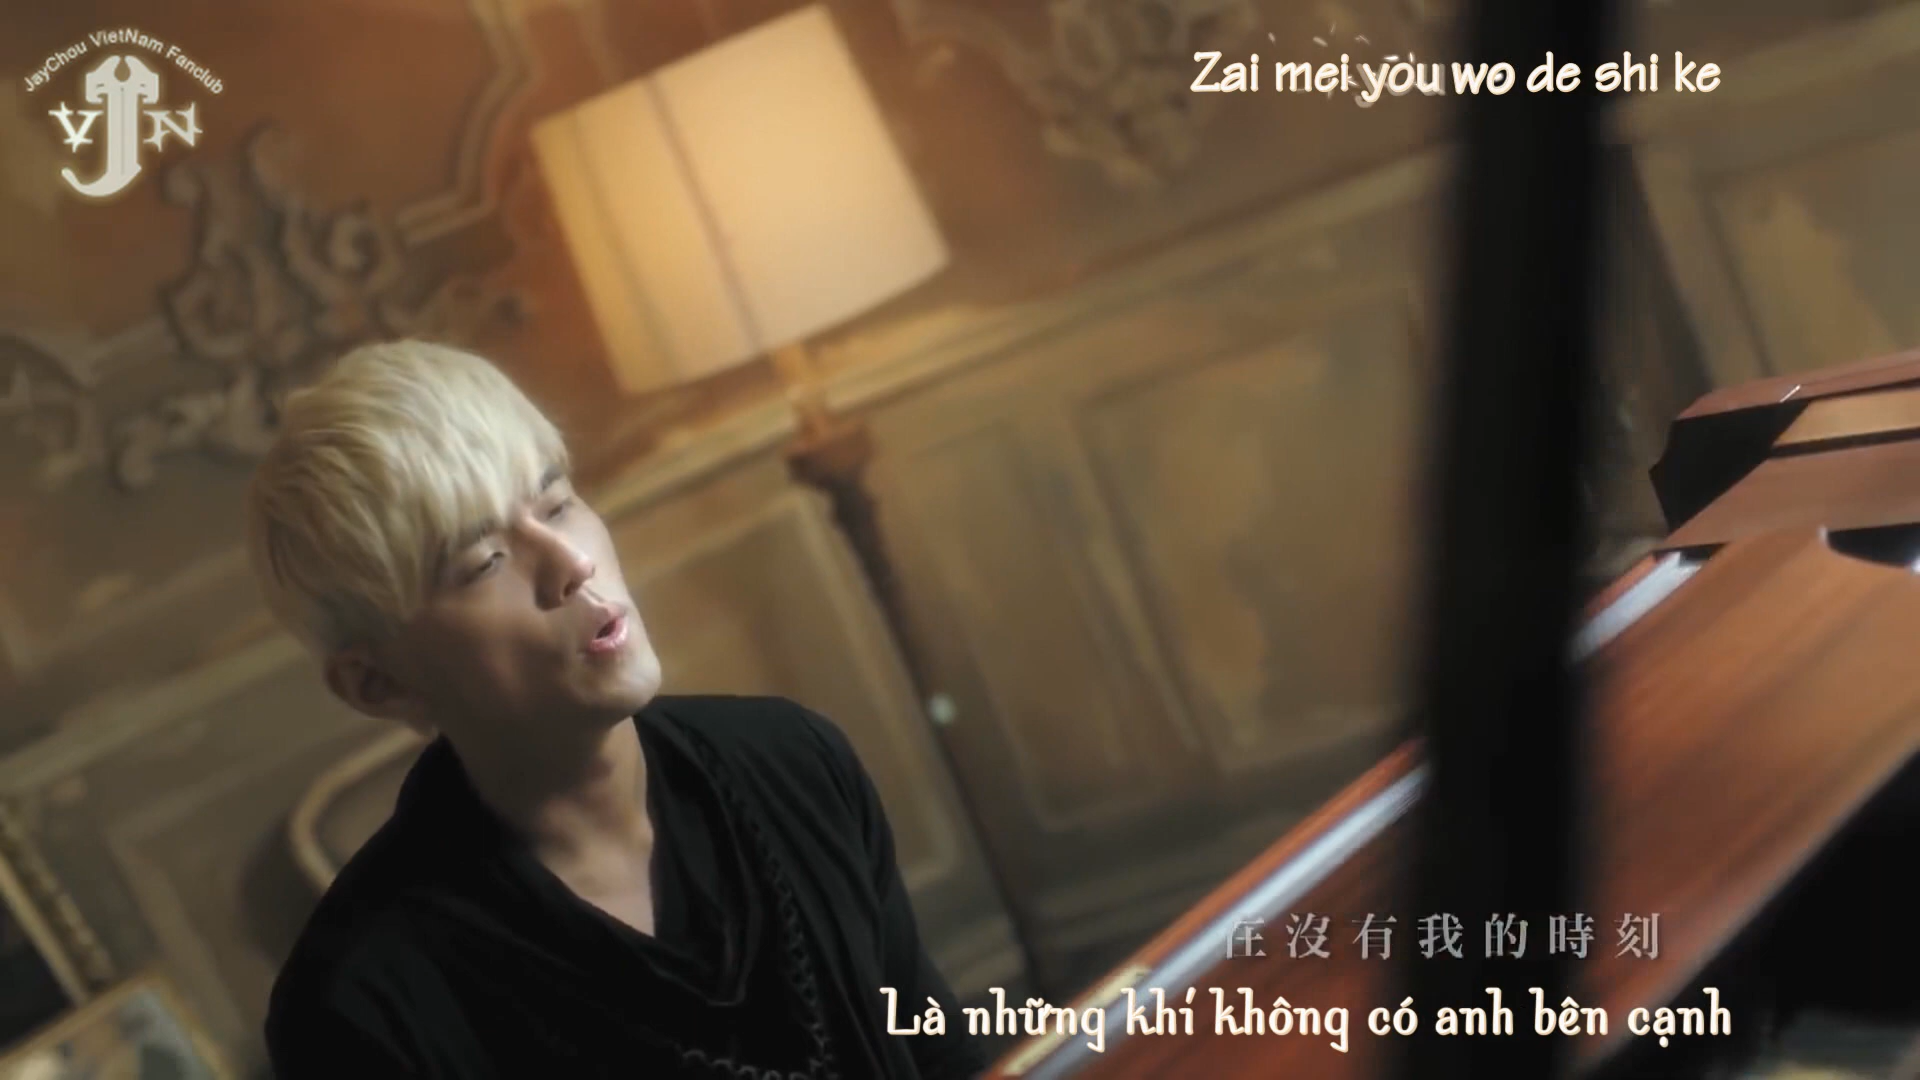 JayChou VietNam Fanclub
VJN
Zai mei you wo de shi ke
在沒有我的時刻
Là những khi không có anh bên cạnh